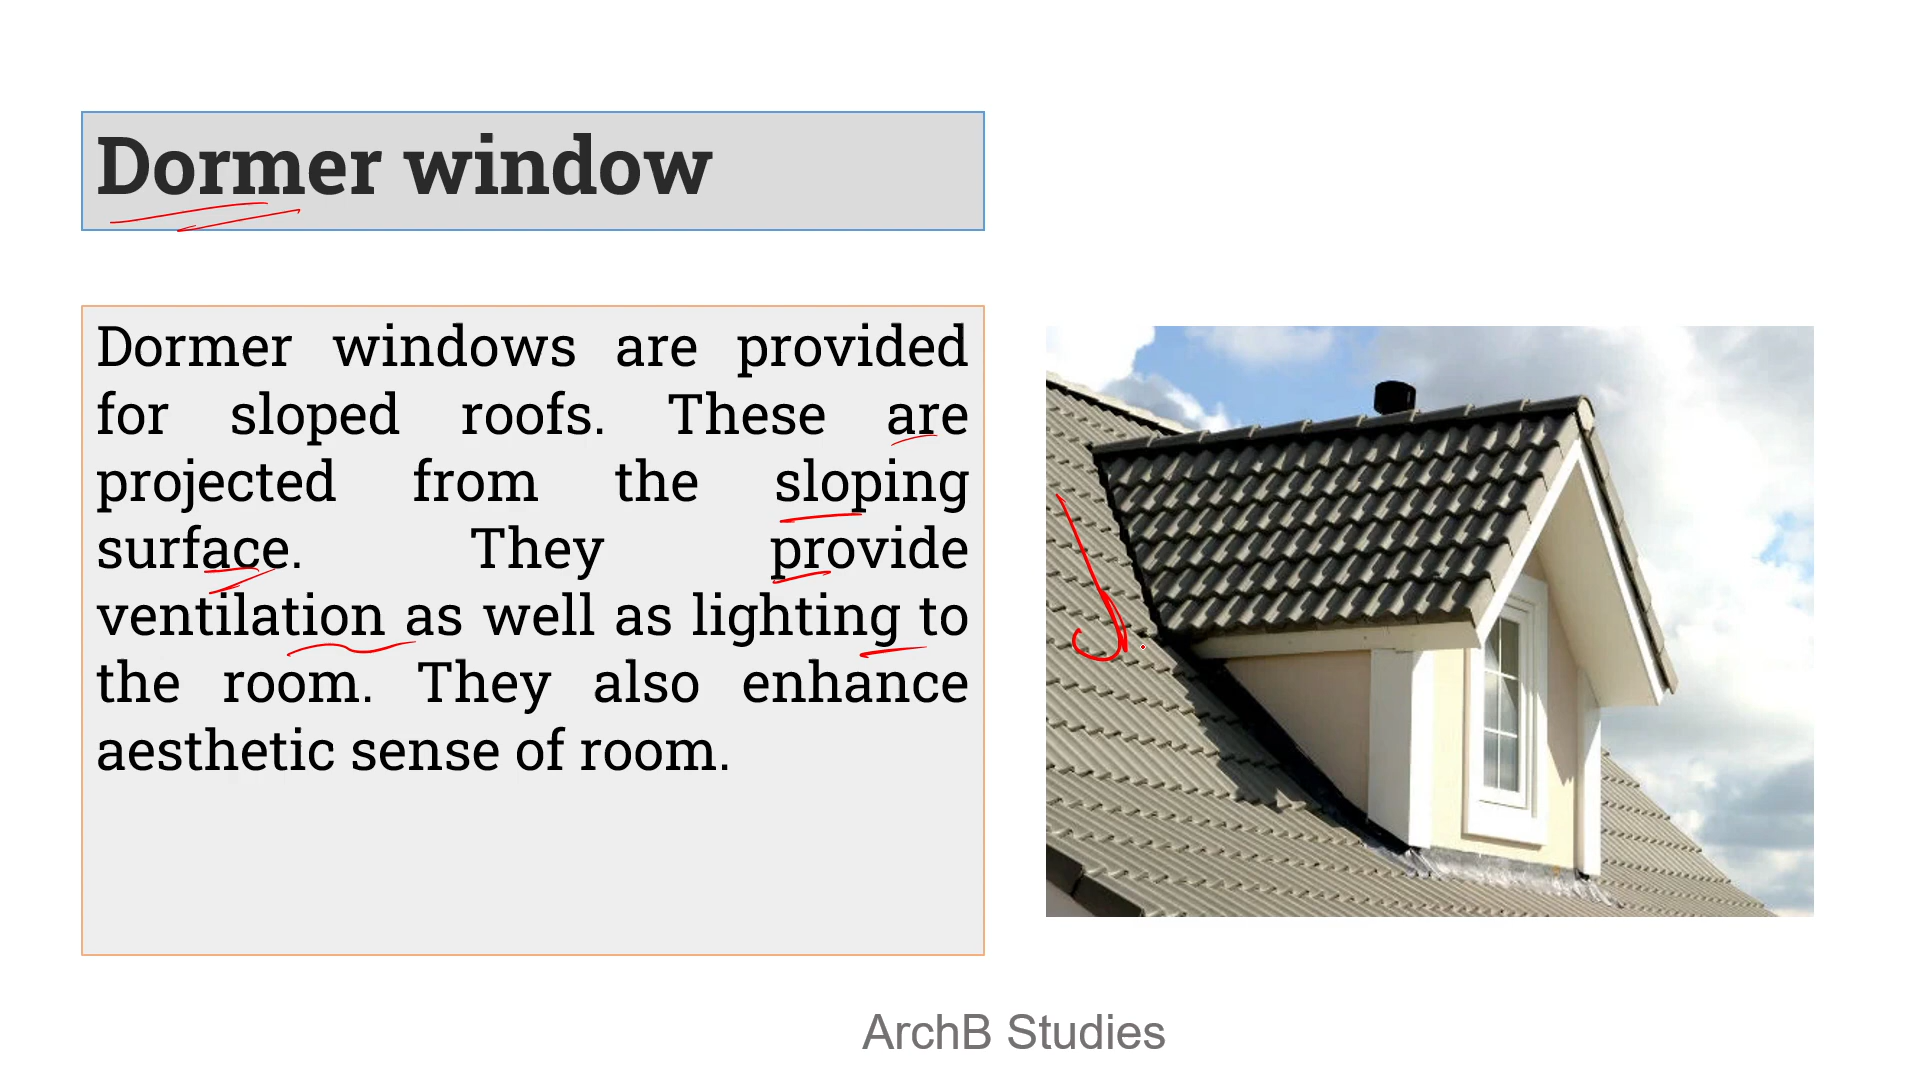 Dormer window
Dormer windows are provided
for sloped roofs. These are
projected from the sloping
surface. They provide
ventilation as well as lighting to
the room. They also enhance
aesthetic sense of room.
ArchB Studies